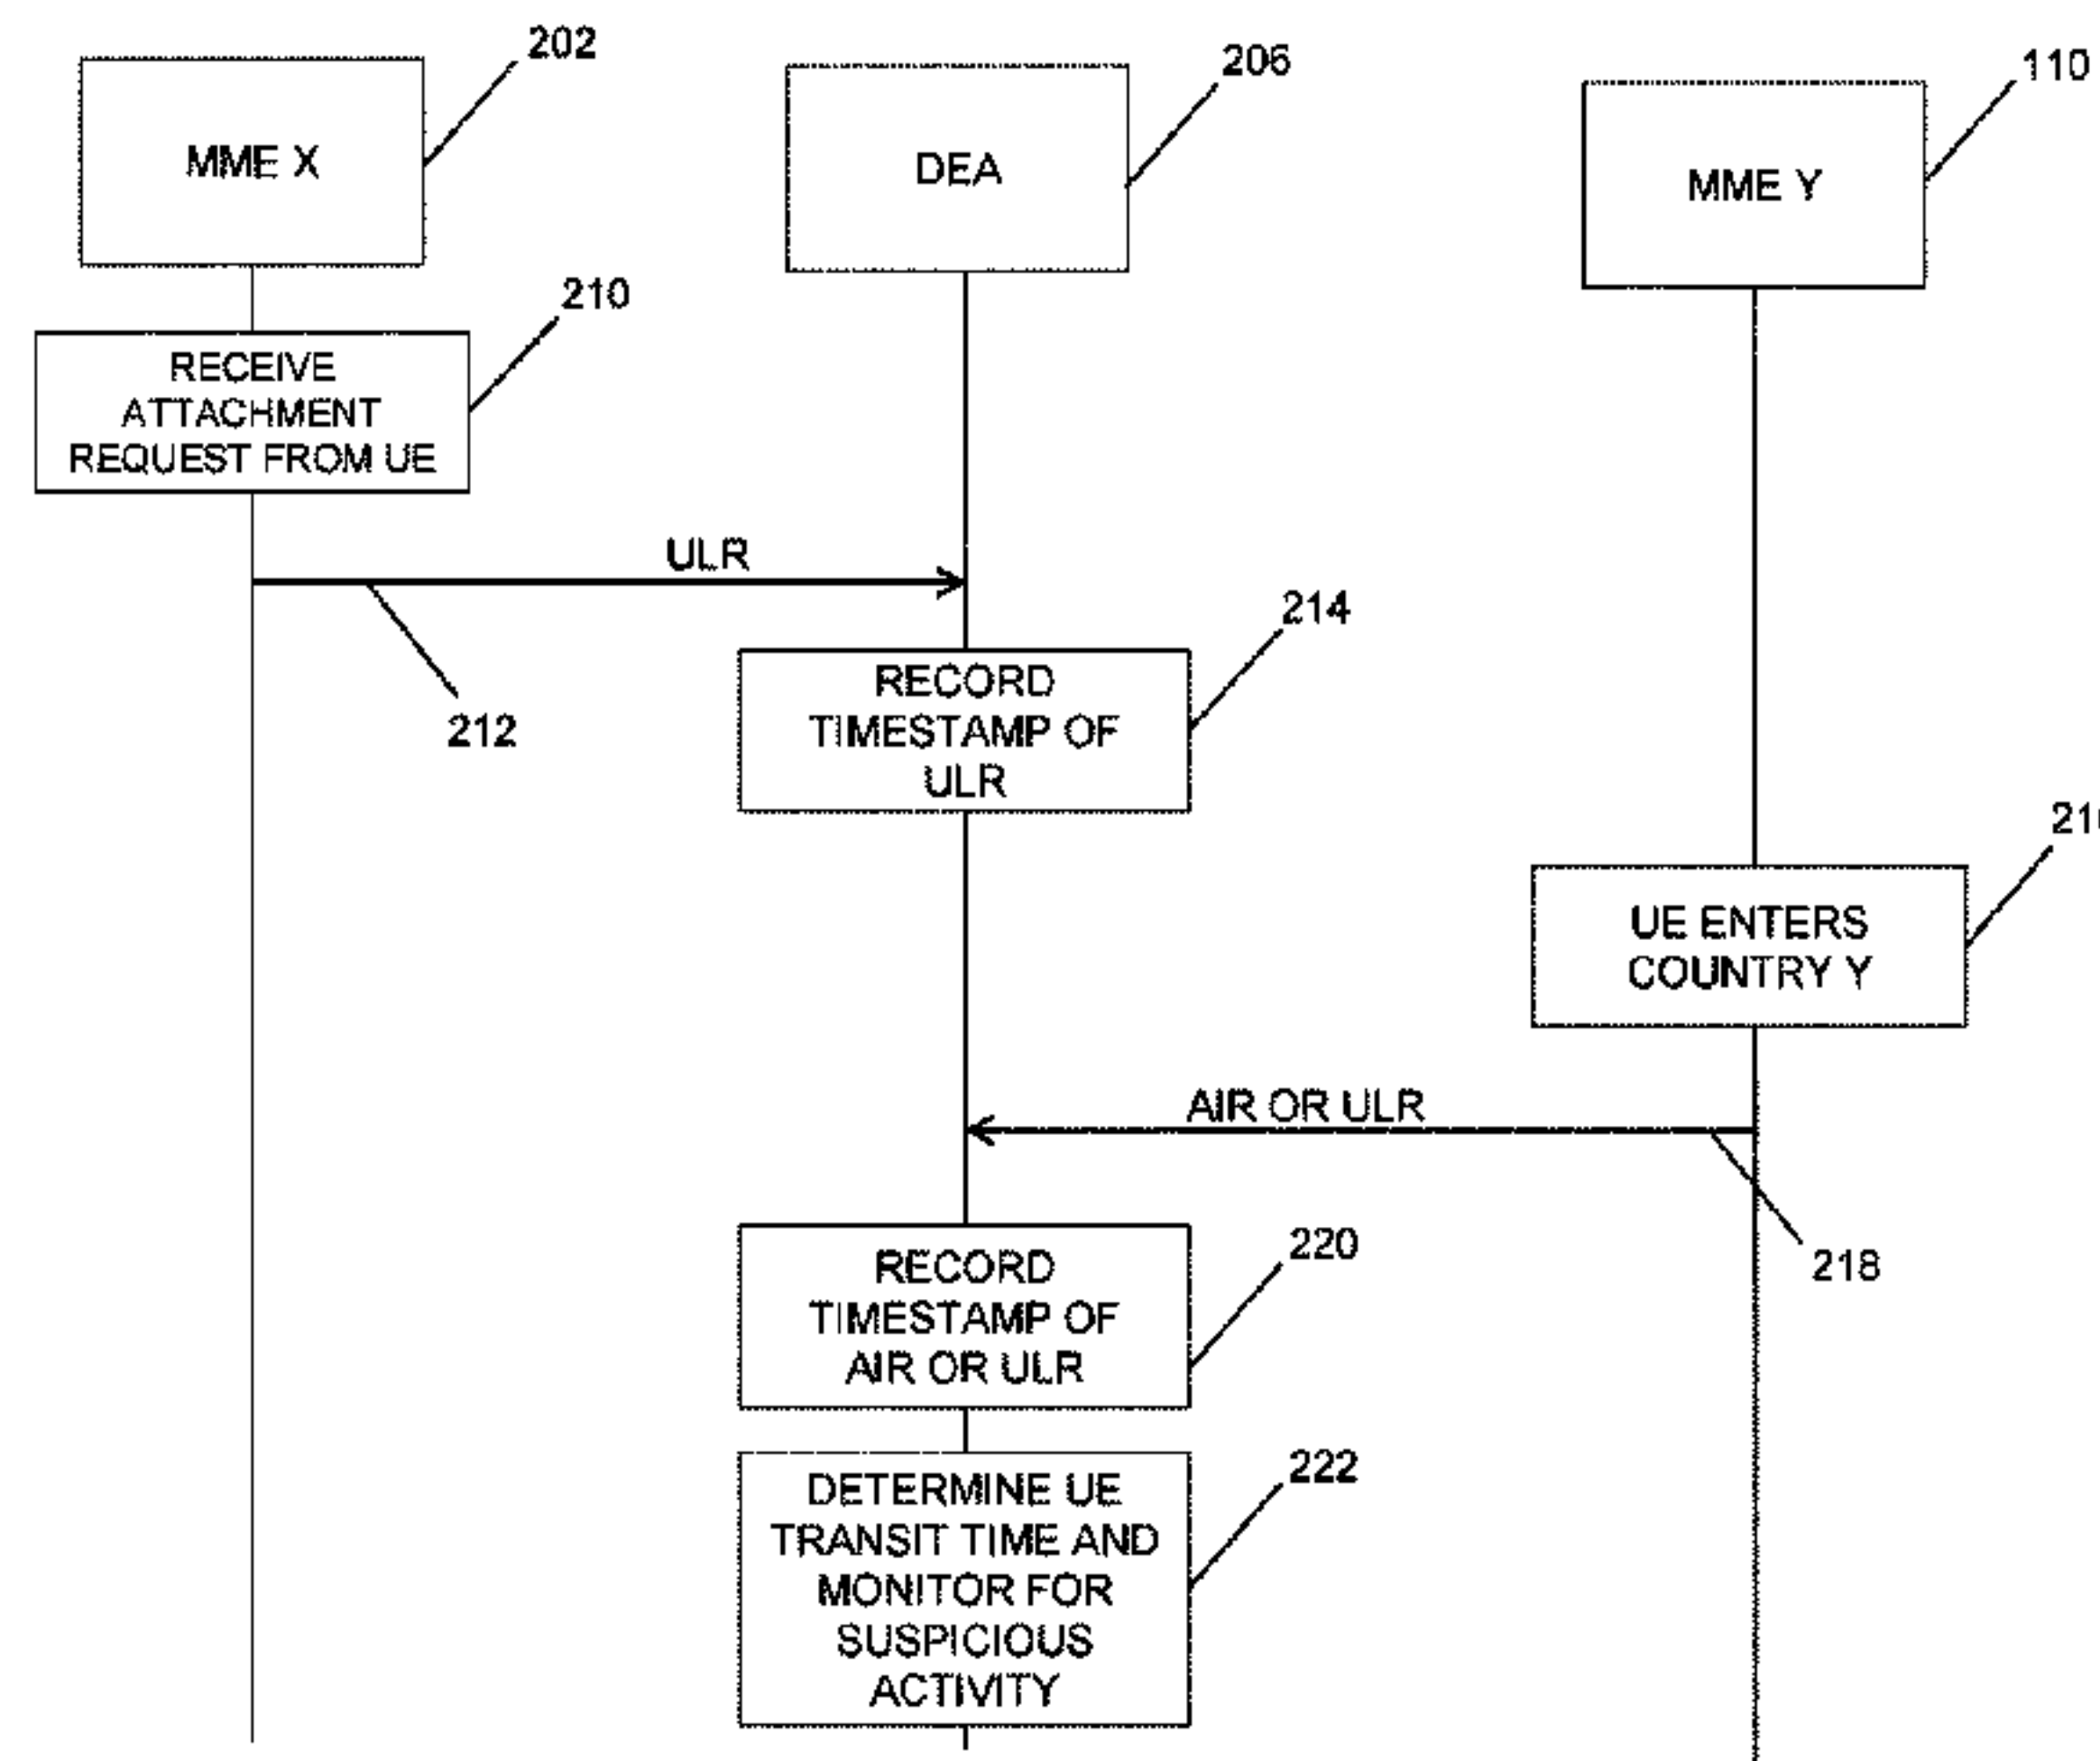 202
206
110
MME X
DEA
MME Y
210
RECEIVE
ATTACHMENT
REQUEST FROM UE
ULR
212
214
RECORD
TIMESTAMP OF
ULR
UE ENTERS
COUNTRY Y
AIR OR ULR
218
220
RECORD
TIMESTAMP OF
AIR OR ULR
222
DETERMINE UE
TRANSIT TIME AND
MONITOR FOR
SUSPICIOUS
ACTIVITY